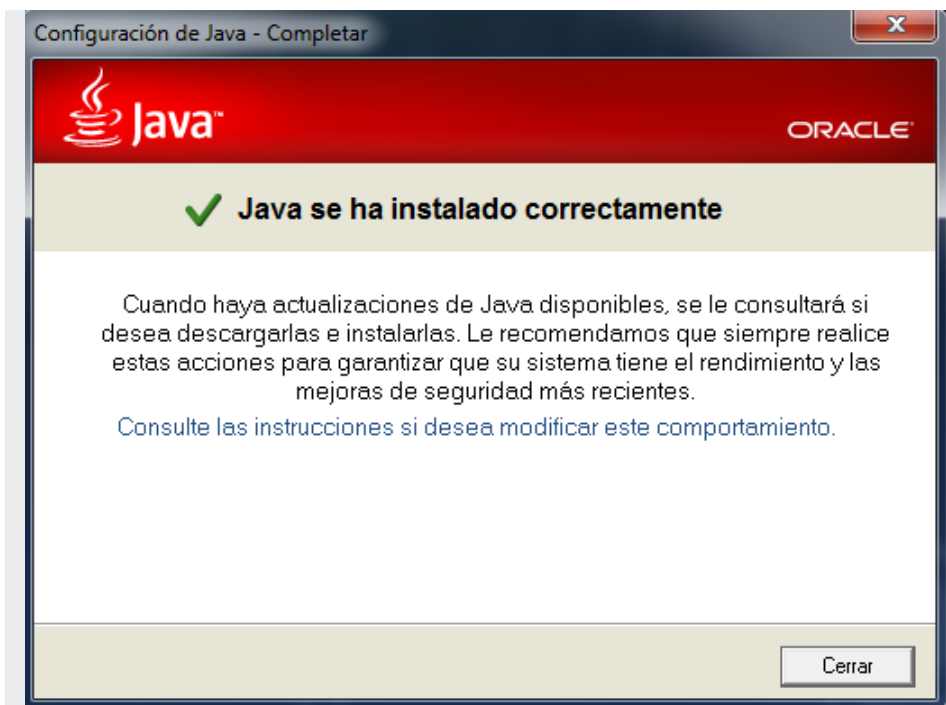 Configuración de Java - Completar
Java™
ORACLE®
Java se ha instalado correctamente
Cuando haya actualizaciones de Java disponibles, se le consultará si
desea descargarlas e instalarlas. Le recomendamos que siempre realice
estas acciones para garantizar que su sistema tiene el rendimiento y las
mejoras de seguridad más recientes.
Consulte las instrucciones si desea modificar este comportamiento.
Cerrar